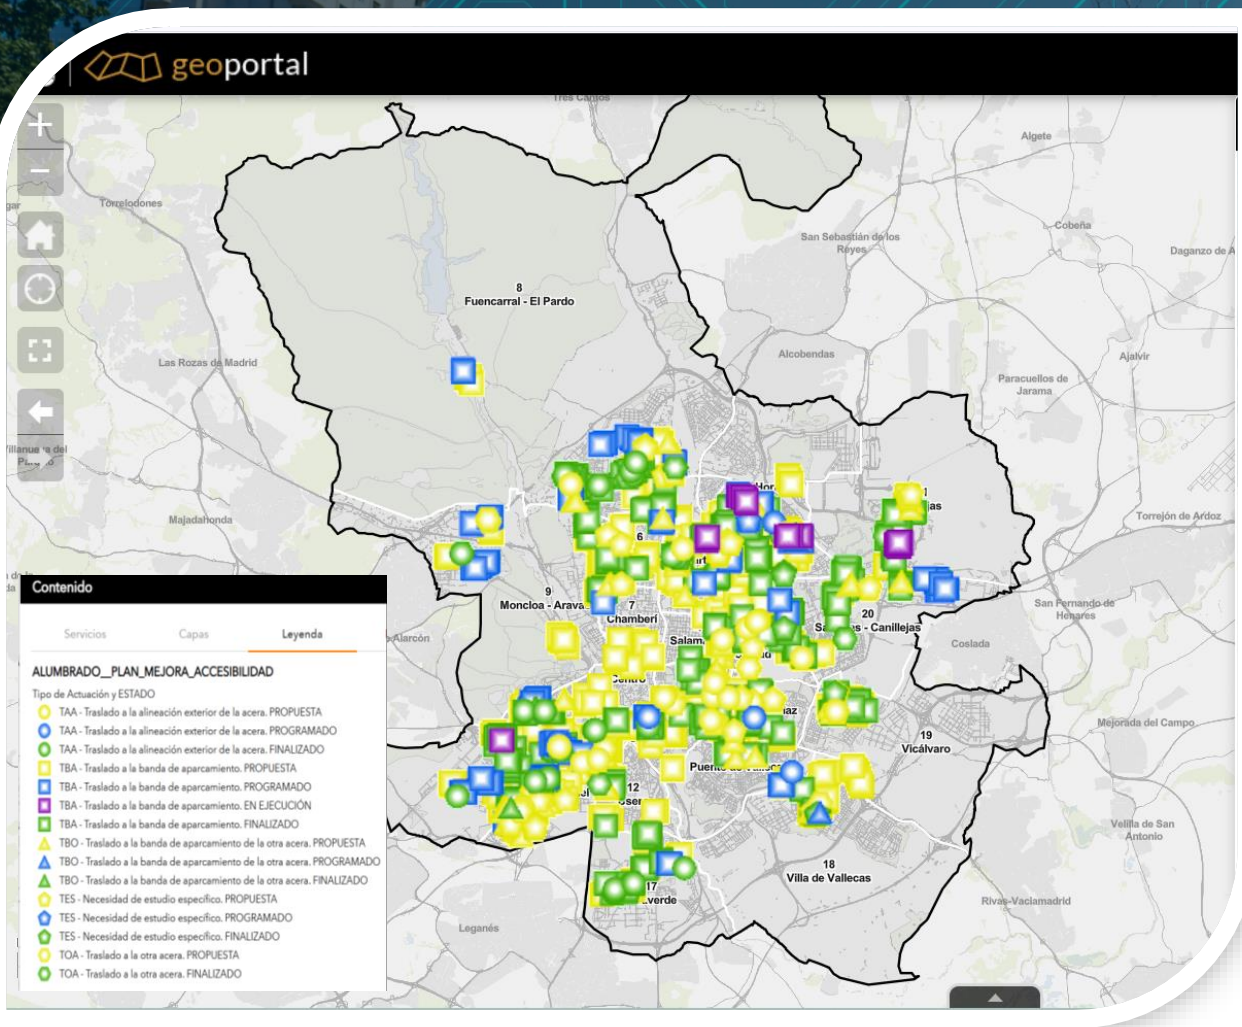 geoportal
Tres Cantos
Algete
Torrelodones
Cobeña
San Sebastián de los
Reyes
Daganzo de A
8
Fuencarral - El Pardo
Las Rozas de Madrid
Alcobendas
Ajalvir
Paracuellos de
Jarama
Majadahonda
Torrejón de Ardoz
6
9
Moncloa - Arava
7
Chamberí
San Fernando de
Henares
20
Canillejas
Alarcón
Salam
Coslada
Centro
Mejorada del Campo
19
Vicálvaro
Puente de Vallecas
12
Velilla de San
Antonio
18
Villa de Vallecas
17
verde
Rivas-Vaciamadrid
Leganés
Contenido
Servicios Capas Leyenda
ALUMBRADO__PLAN_MEJORA_ACCESIBILIDAD
Tipo de Actuación y ESTADO
TAA - Traslado a la alineación exterior de la acera. PROPUESTA
TAA - Traslado a la alineación exterior de la acera. PROGRAMADO
TAA - Traslado a la alineación exterior de la acera. FINALIZADO
TBA - Traslado a la banda de aparcamiento. PROPUESTA
TBA - Traslado a la banda de aparcamiento. PROGRAMADO
TBA - Traslado a la banda de aparcamiento. EN EJECUCIÓN
TBA - Traslado a la banda de aparcamiento. FINALIZADO
TBO - Traslado a la banda de aparcamiento de la otra acera. PROPUESTA
TBO - Traslado a la banda de aparcamiento de la otra acera. PROGRAMADO
TBO - Traslado a la banda de aparcamiento de la otra acera. FINALIZADO
TES - Necesidad de estudio específico. PROPUESTA
TES - Necesidad de estudio específico. PROGRAMADO
TES - Necesidad de estudio específico. FINALIZADO
TOA - Traslado a la otra acera. PROPUESTA
TOA - Traslado a la otra acera. FINALIZADO